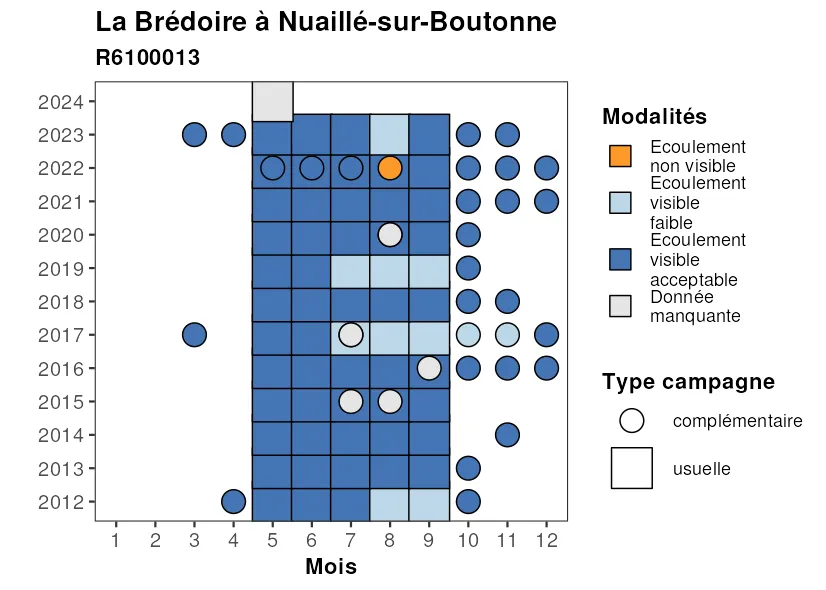 La Brédoire à Nuaillé-sur-Boutonne
R6100013
2024
2023
2022
2021
2020
2019
2018
2017
2016
2015
2014
2013
2012
1 2 3 4 5 6 7 8 9 10 11 12
Mois
Modalités
Ecoulement
non visible
Ecoulement
visible
faible
Ecoulement
visible
acceptable
Donnée
manquante
Type campagne
complémentaire
usuelle